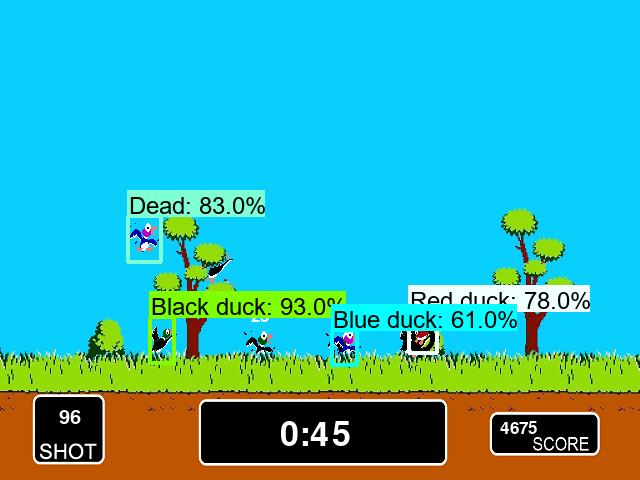 Dead: 83.0%
Black duck: 93.0%
Red duck: 78.0%
Blue duck: 61.0%
96
SHOT
0:45
4675
SCORE